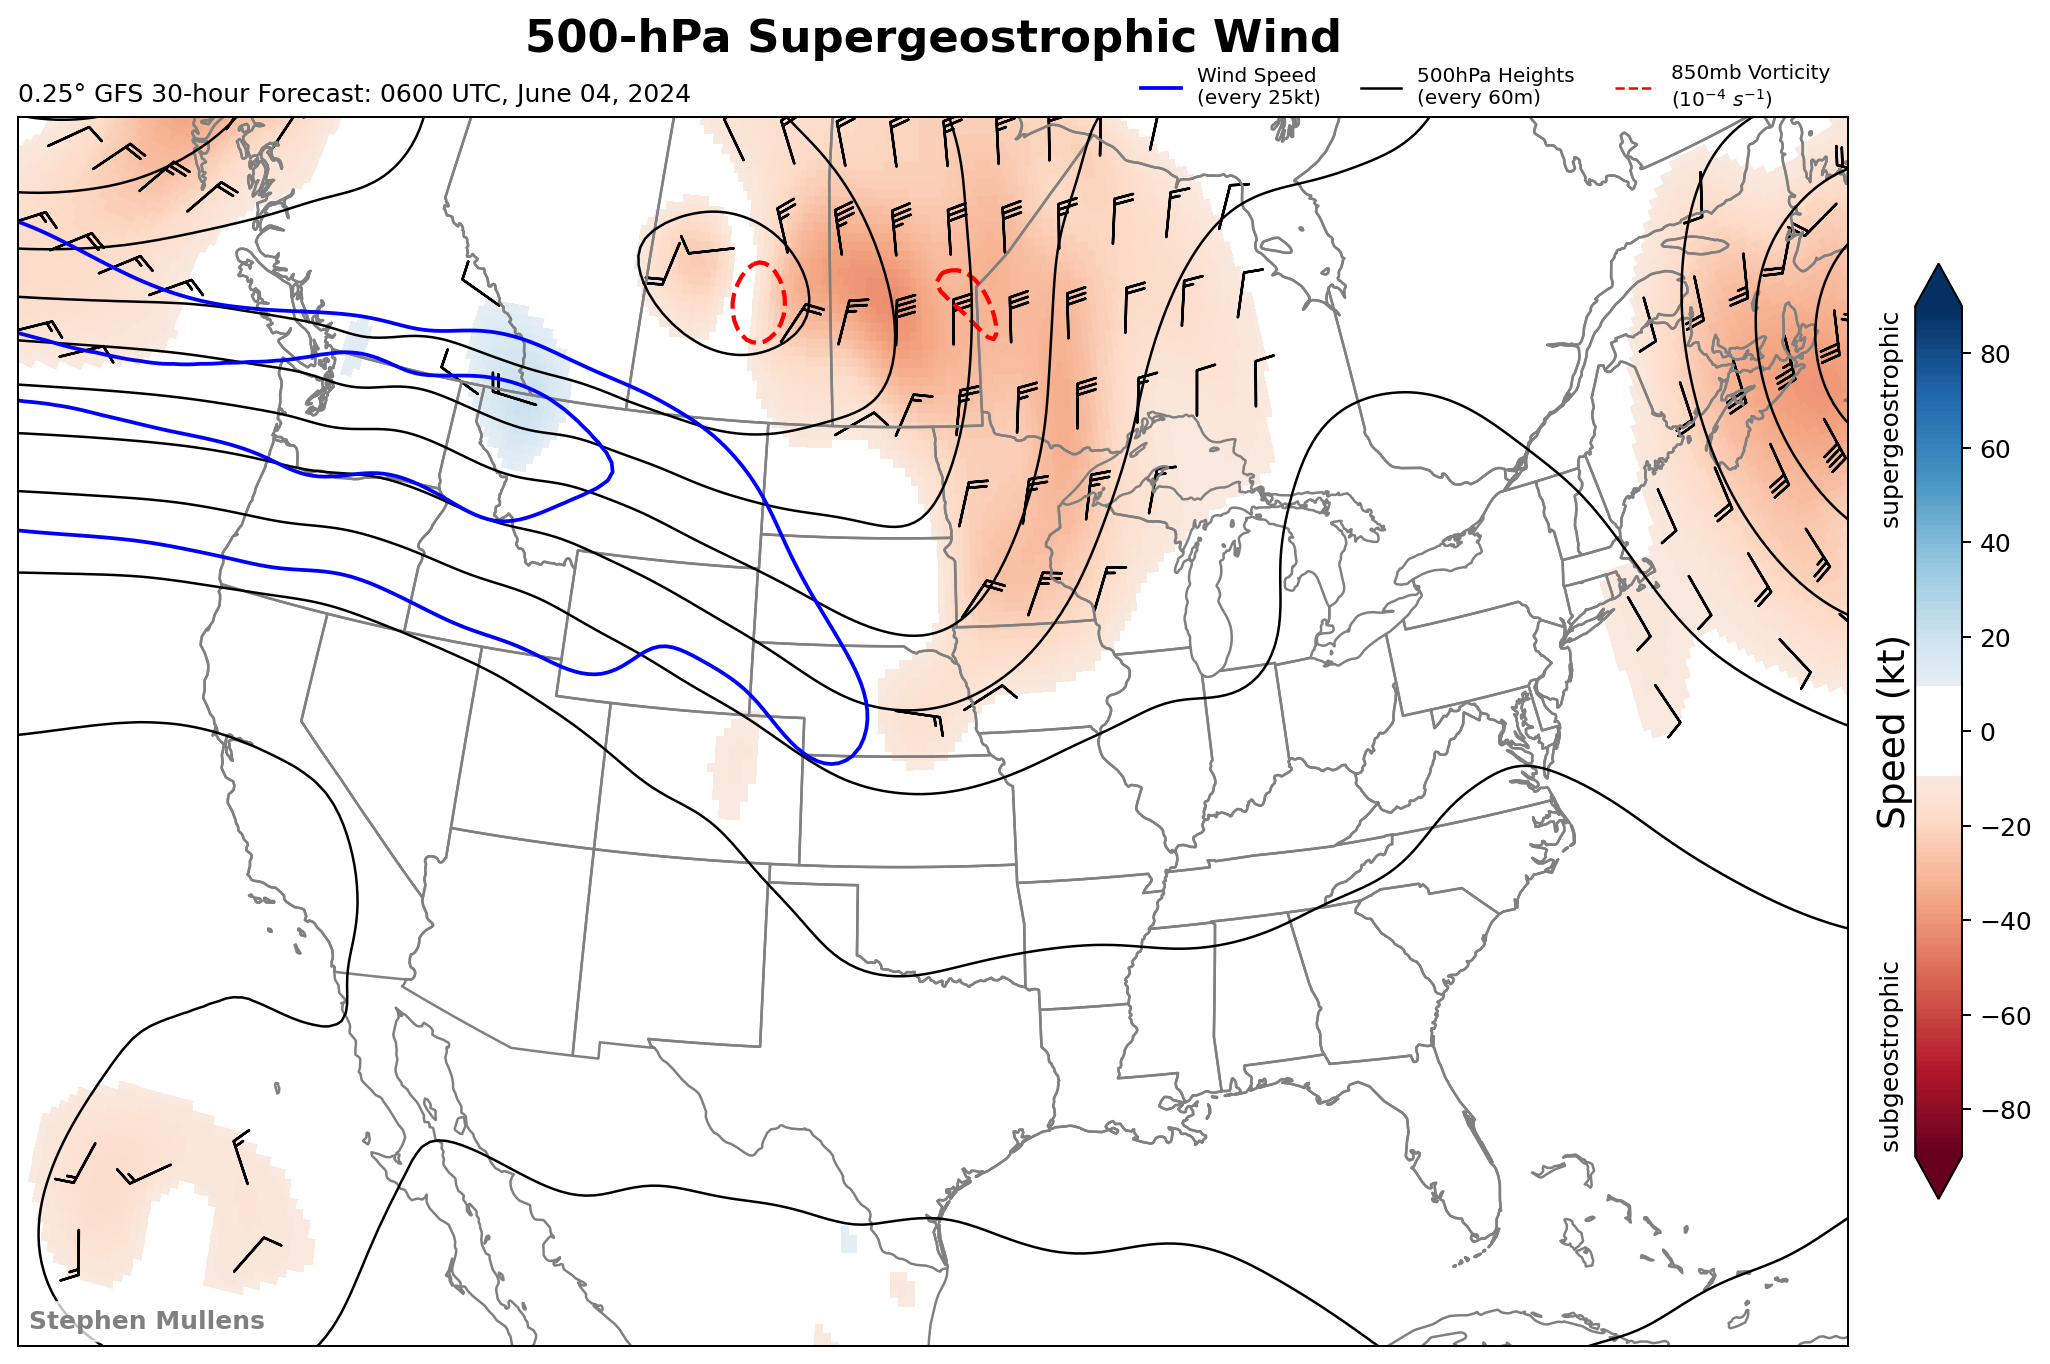 500-hPa Supergeostrophic Wind
0.25° GFS 30-hour Forecast: 0600 UTC, June 04, 2024
Wind Speed
(every 25kt)
500hPa Heights
(every 60m)
850mb Vorticity
(10⁻⁴ s⁻¹)
supergeostrophic
Speed (kt)
subgeostrophic
80
60
40
20
0
−20
−40
−60
−80
Stephen Mullens